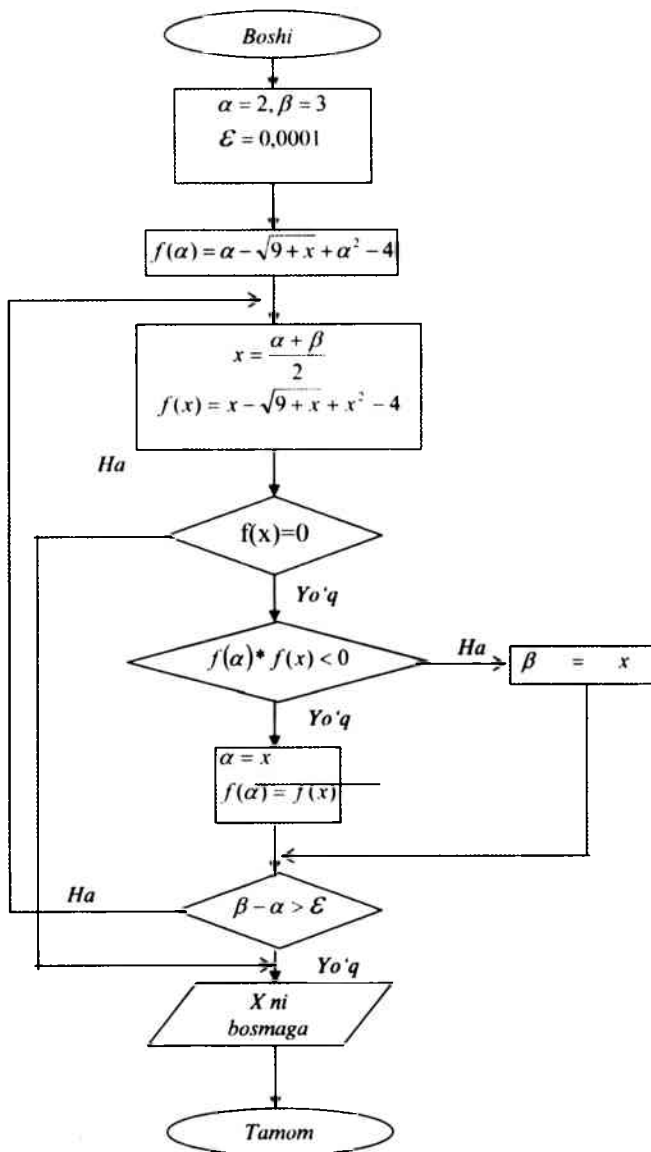 Boshi
α = 2, β = 3
ε = 0,0001
f(α) = α − √9 + x + α² − 4
x = (α + β) / 2
f(x) = x − √9 + x + x² − 4
Ha
f(x)=0
Yo‘q
f(α)* f(x) < 0
Ha
β = x
Yo‘q
α = x
f(α) = f(x)
Ha
β − α > ε
Yo‘q
X ni
bosmaga
Tamom